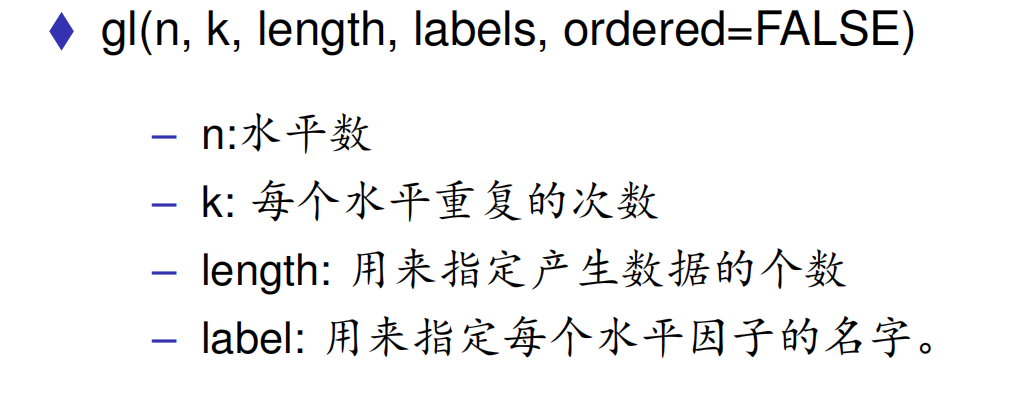 ♦ gl(n, k, length, labels, ordered=FALSE)
– n:水平数
– k: 每个水平重复的次数
– length: 用来指定产生数据的个数
– label: 用来指定每个水平因子的名字。